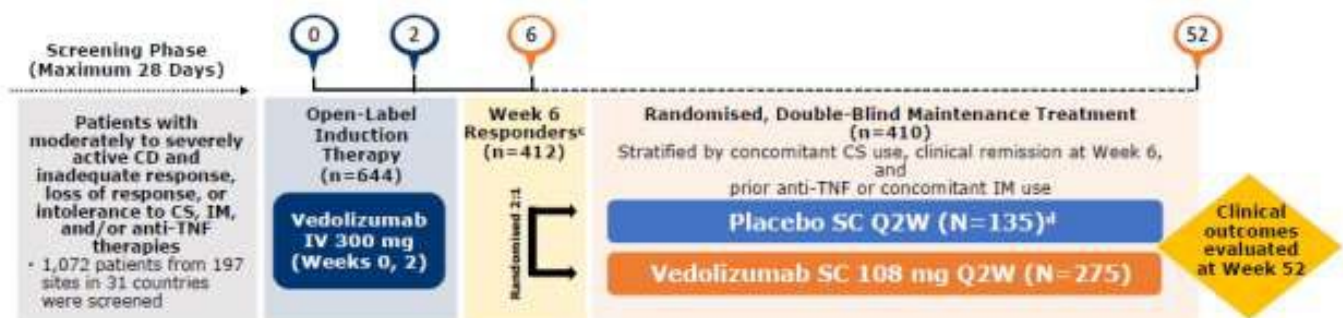 0
2
6
52
Screening Phase
(Maximum 28 Days)
Patients with
moderately to severely
active CD and
inadequate response,
loss of response, or
intolerance to CS, IM,
and/or anti-TNF
therapies
• 1,072 patients from 197
sites in 31 countries
were screened
Open-Label
Induction
Therapy
(n=644)
Vedolizumab
IV 300 mg
(Weeks 0, 2)
Week 6
Respondersᶜ
(n=412)
Randomised 2:1
Randomised, Double-Blind Maintenance Treatment
(n=410)
Stratified by concomitant CS use, clinical remission at Week 6,
and
prior anti-TNF or concomitant IM use
Placebo SC Q2W (N=135)ᵈ
Vedolizumab SC 108 mg Q2W (N=275)
Clinical
outcomes
evaluated
at Week 52